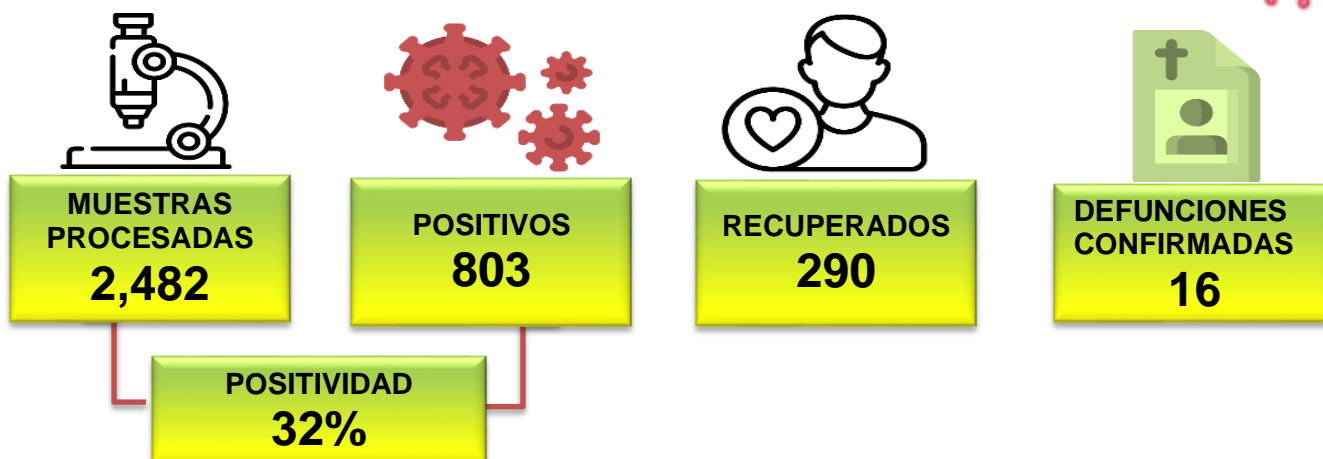 MUESTRAS
PROCESADAS
2,482
POSITIVOS
803
RECUPERADOS
290
DEFUNCIONES
CONFIRMADAS
16
POSITIVIDAD
32%